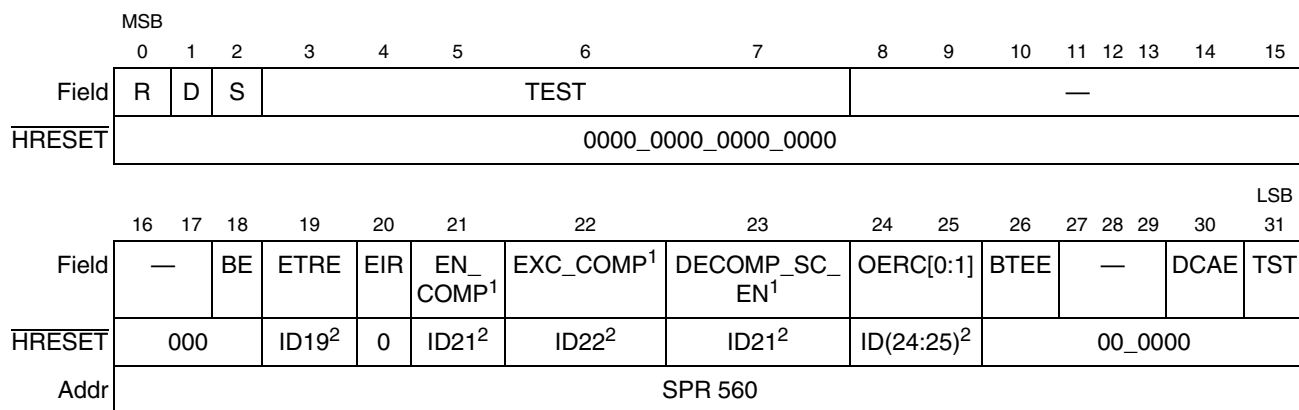 MSB
0 1 2 3 4 5 6 7 8 9 10 11 12 13 14 15
Field R D S TEST —
HRESET 0000_0000_0000_0000
LSB
16 17 18 19 20 21 22 23 24 25 26 27 28 29 30 31
Field — BE ETRE EIR EN_ EXC_COMP1 DECOMP_SC_ OERC[0:1] BTEE — DCAE TST
COMP1 EN1
HRESET 000 ID192 0 ID212 ID222 ID212 ID(24:25)2 00_0000
Addr SPR 560